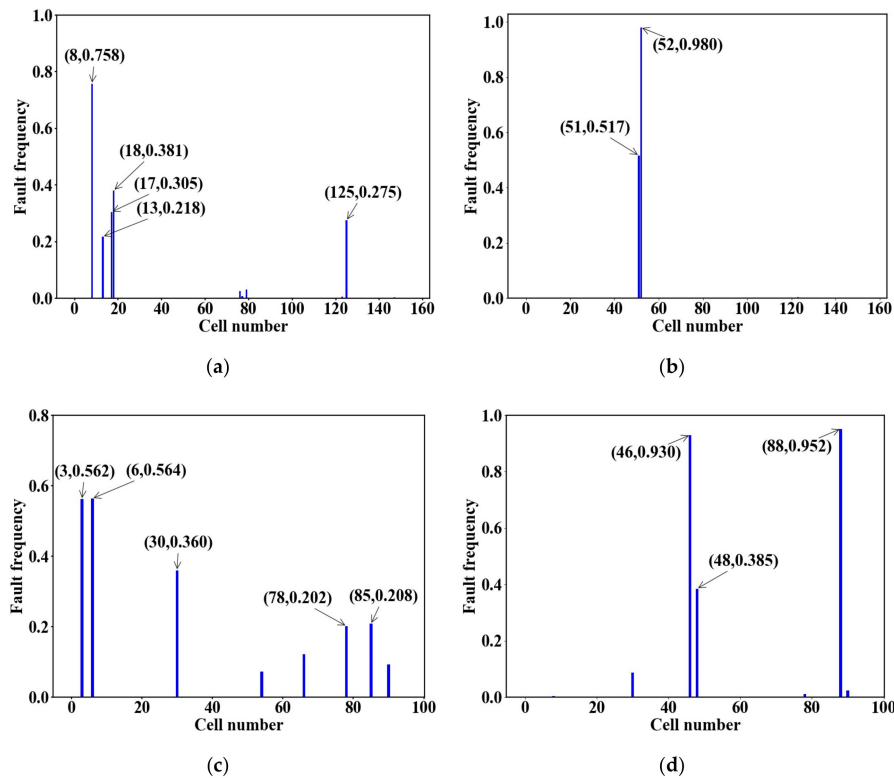 1.0
0.8
0.6
0.4
0.2
0.0
Fault frequency
(8,0.758)
(18,0.381)
(17,0.305)
(13,0.218)
(125,0.275)
0 20 40 60 80 100 120 140 160
Cell number
(a)
1.0
0.8
0.6
0.4
0.2
0.0
Fault frequency
(52,0.980)
(51,0.517)
0 20 40 60 80 100 120 140 160
Cell number
(b)
0.8
0.6
0.4
0.2
0.0
Fault frequency
(3,0.562)
(6,0.564)
(30,0.360)
(78,0.202)
(85,0.208)
0 20 40 60 80 100
Cell number
(c)
1.0
0.8
0.6
0.4
0.2
0.0
Fault frequency
(46,0.930)
(88,0.952)
(48,0.385)
0 20 40 60 80 100
Cell number
(d)